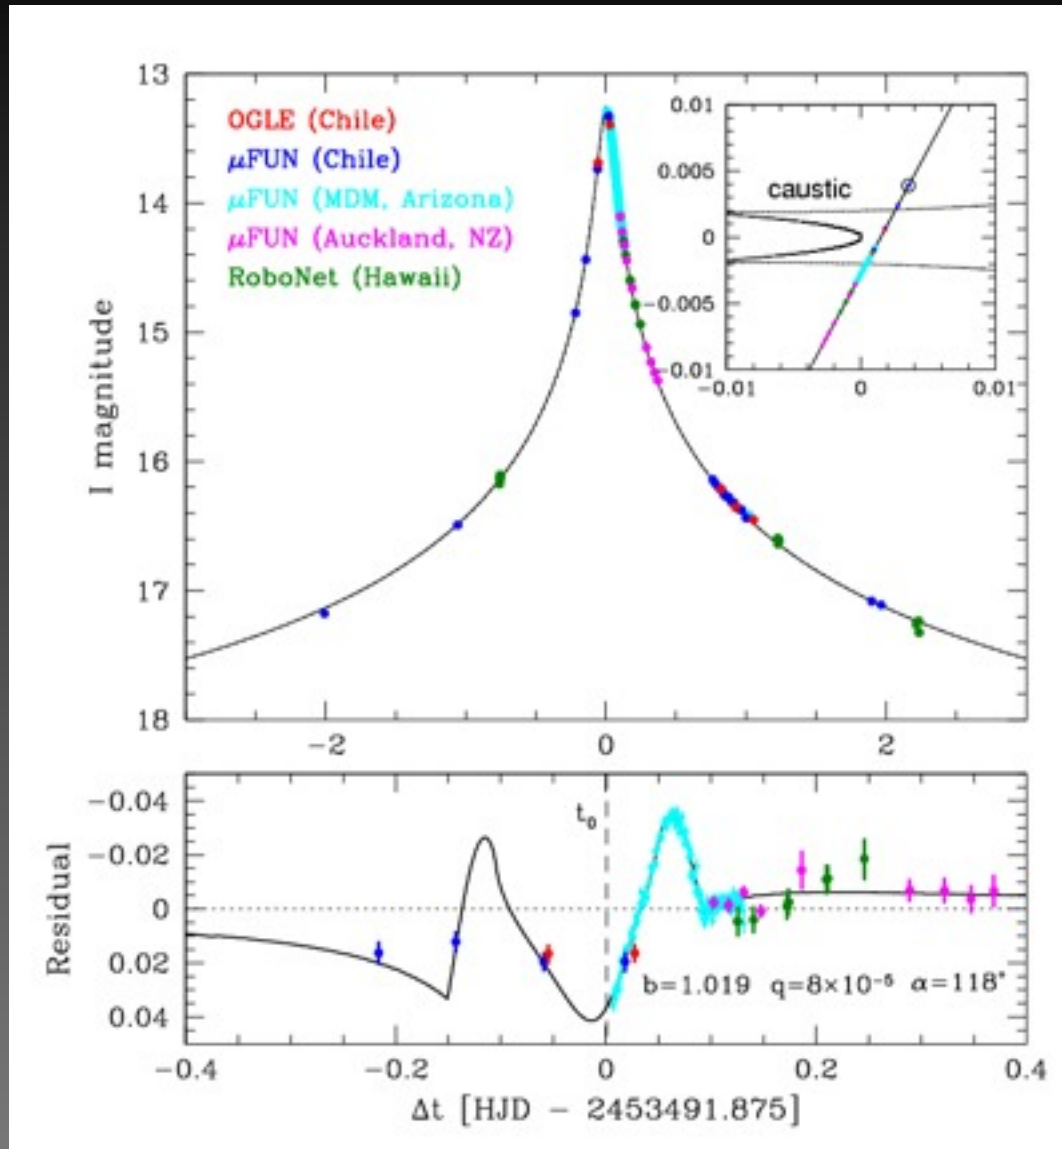 13
14
15
16
17
18
I magnitude
OGLE (Chile)
μFUN (Chile)
μFUN (MDM, Arizona)
μFUN (Auckland, NZ)
RoboNet (Hawaii)
0.01
0.005
0
-0.005
-0.01
caustic
-0.01 0 0.01
-2 0 2
-0.04
-0.02
0
0.02
0.04
Residual
t₀
b=1.019 q=8×10⁻⁵ α=118°
-0.4 -0.2 0 0.2 0.4
Δt [HJD - 2453491.875]